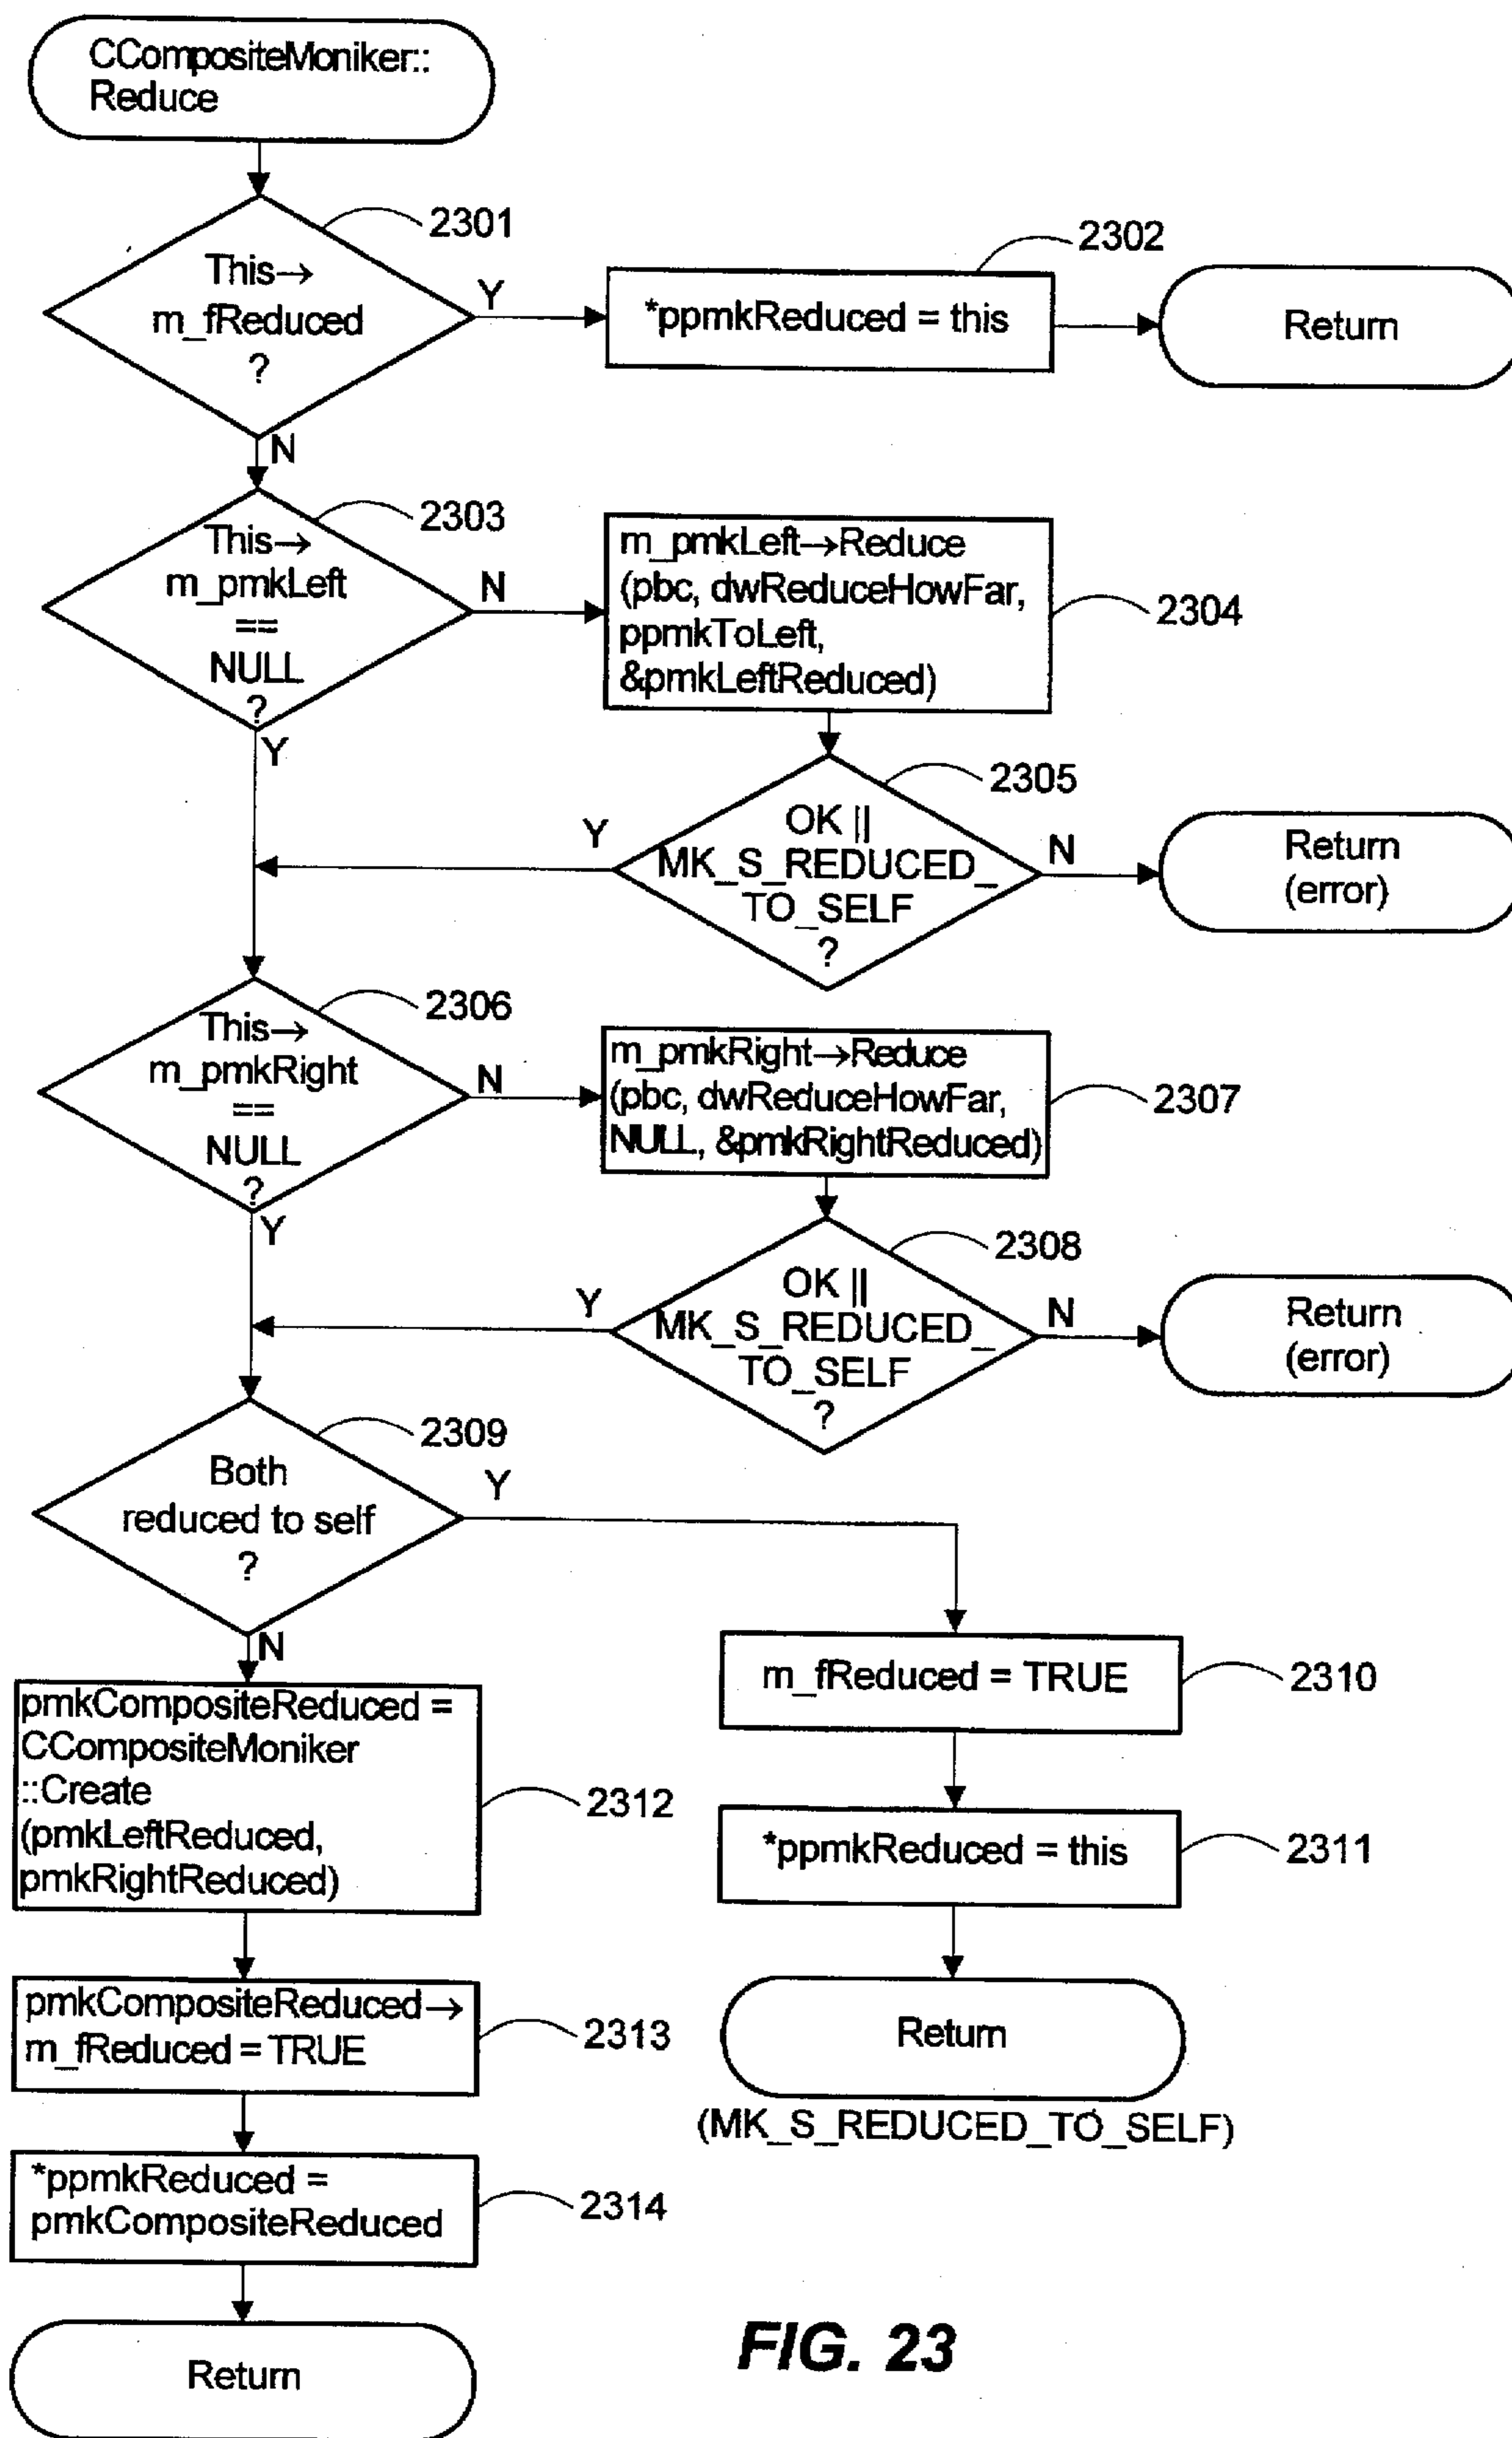 CCompositeMoniker::
Reduce
2301
This→
m_fReduced
?
Y
N
2302
*ppmkReduced = this
Return
2303
This→
m_pmkLeft
==
NULL
?
N
Y
m_pmkLeft→Reduce
(pbc, dwReduceHowFar,
ppmkToLeft,
&pmkLeftReduced)
2304
2305
OK ||
MK_S_REDUCED_
TO_SELF
?
Y
N
Return
(error)
2306
This→
m_pmkRight
==
NULL
?
N
Y
m_pmkRight→Reduce
(pbc, dwReduceHowFar,
NULL, &pmkRightReduced)
2307
2308
OK ||
MK_S_REDUCED_
TO_SELF
?
Y
N
Return
(error)
2309
Both
reduced to self
?
Y
N
m_fReduced = TRUE
2310
*ppmkReduced = this
2311
Return
(MK_S_REDUCED_TO_SELF)
pmkCompositeReduced =
CCompositeMoniker
::Create
(pmkLeftReduced,
pmkRightReduced)
2312
pmkCompositeReduced→
m_fReduced = TRUE
2313
*ppmkReduced =
pmkCompositeReduced
2314
Return
FIG. 23